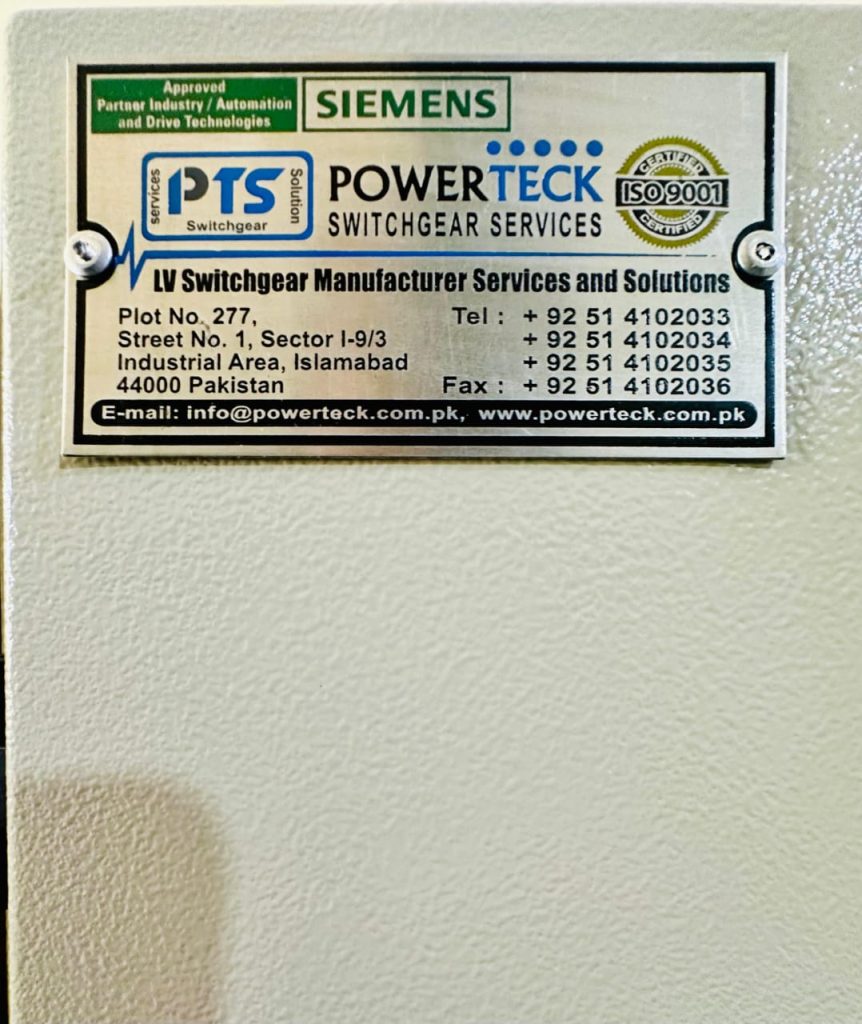 Approved
Partner Industry / Automation
and Drive Technologies
SIEMENS
services
PTS
Solution
Switchgear
POWERTECK
SWITCHGEAR SERVICES
CERTIFIED
ISO 9001
CERTIFIED
LV Switchgear Manufacturer Services and Solutions
Plot No. 277,
Street No. 1, Sector I-9/3
Industrial Area, Islamabad
44000 Pakistan
Tel : + 92 51 4102033
+ 92 51 4102034
+ 92 51 4102035
Fax : + 92 51 4102036
E-mail: info@powerteck.com.pk, www.powerteck.com.pk